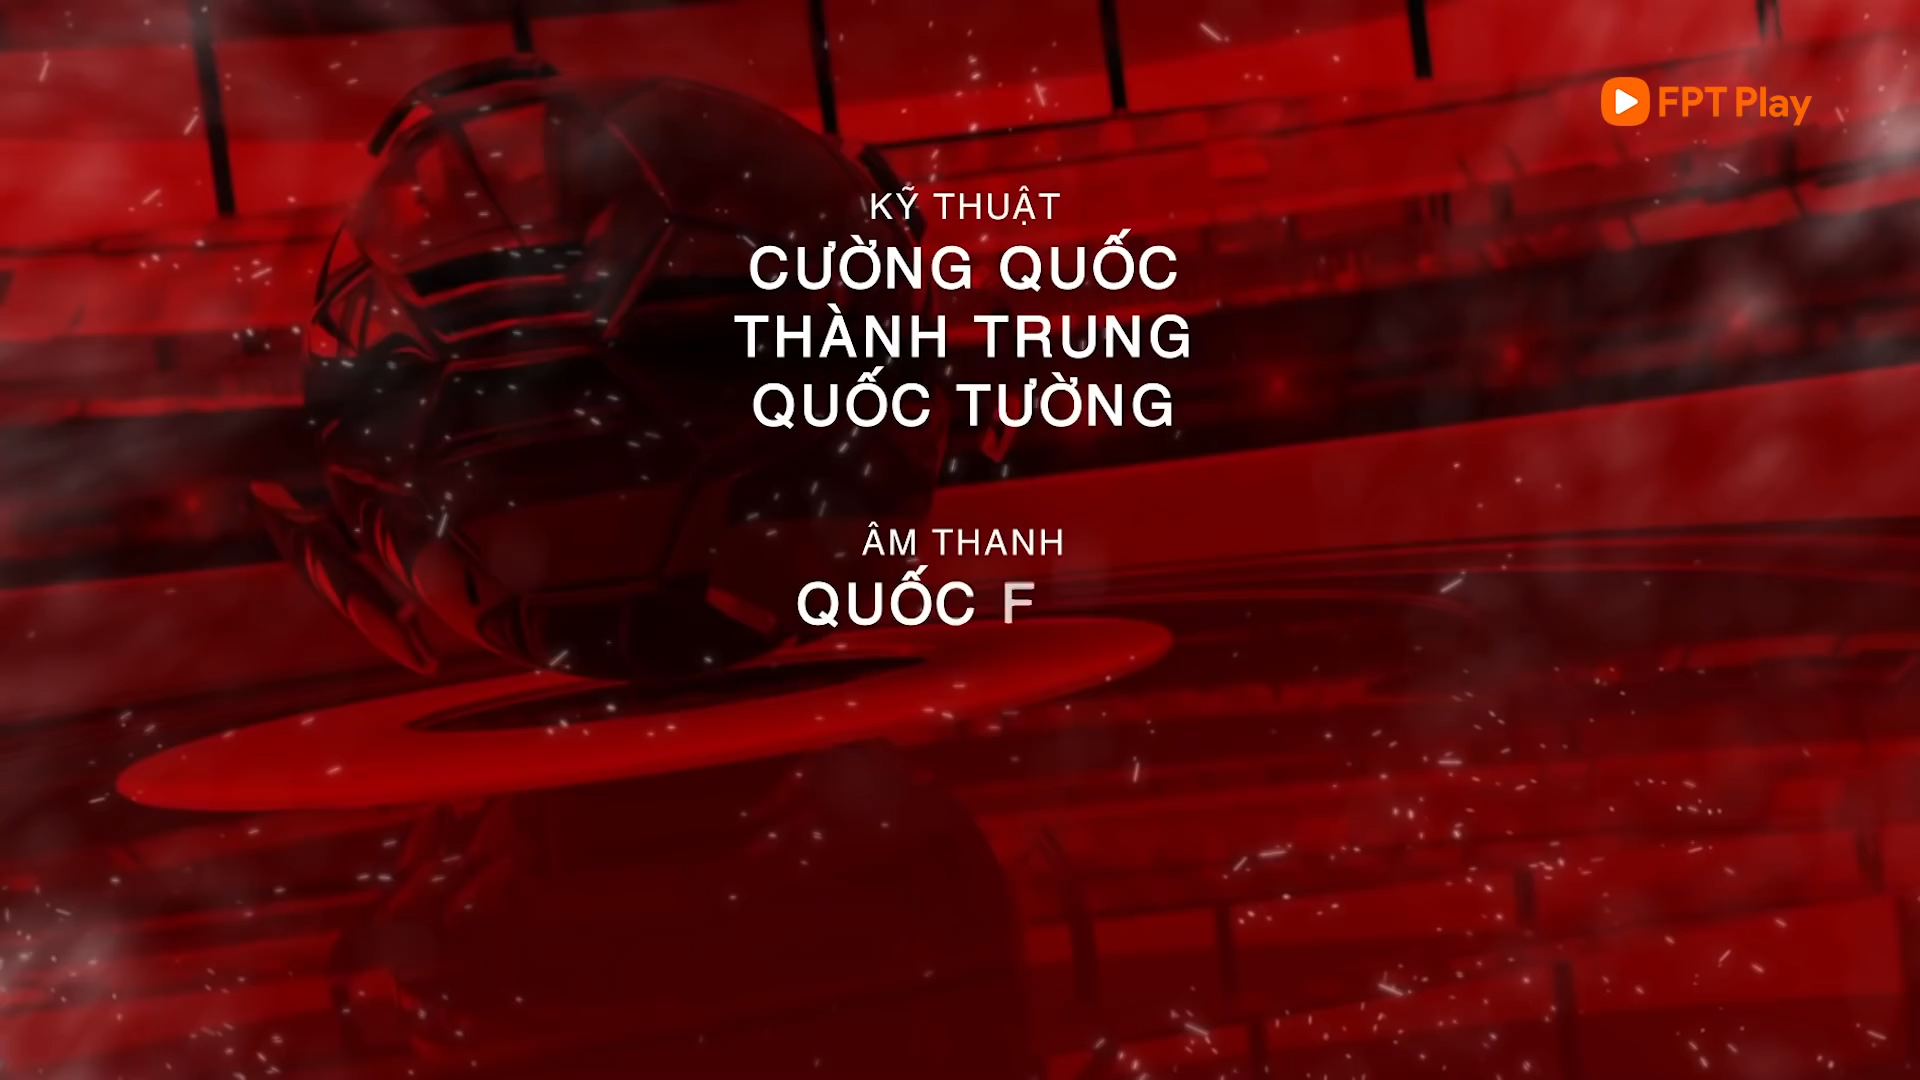 FPT Play
KỸ THUẬT
CƯỜNG QUỐC
THÀNH TRUNG
QUỐC TƯỜNG
ÂM THANH
QUỐC